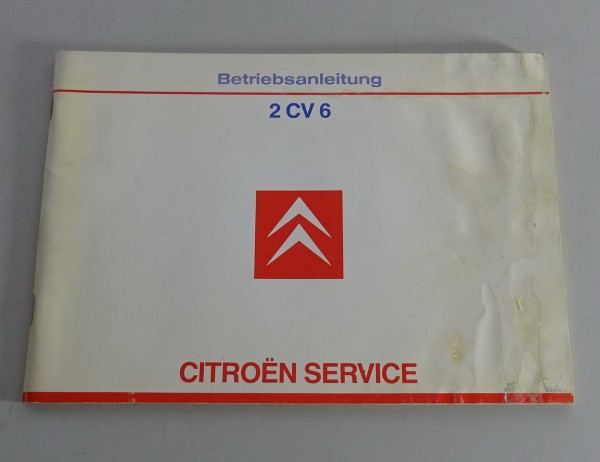 Betriebsanleitung
2 CV 6
CITROËN SERVICE